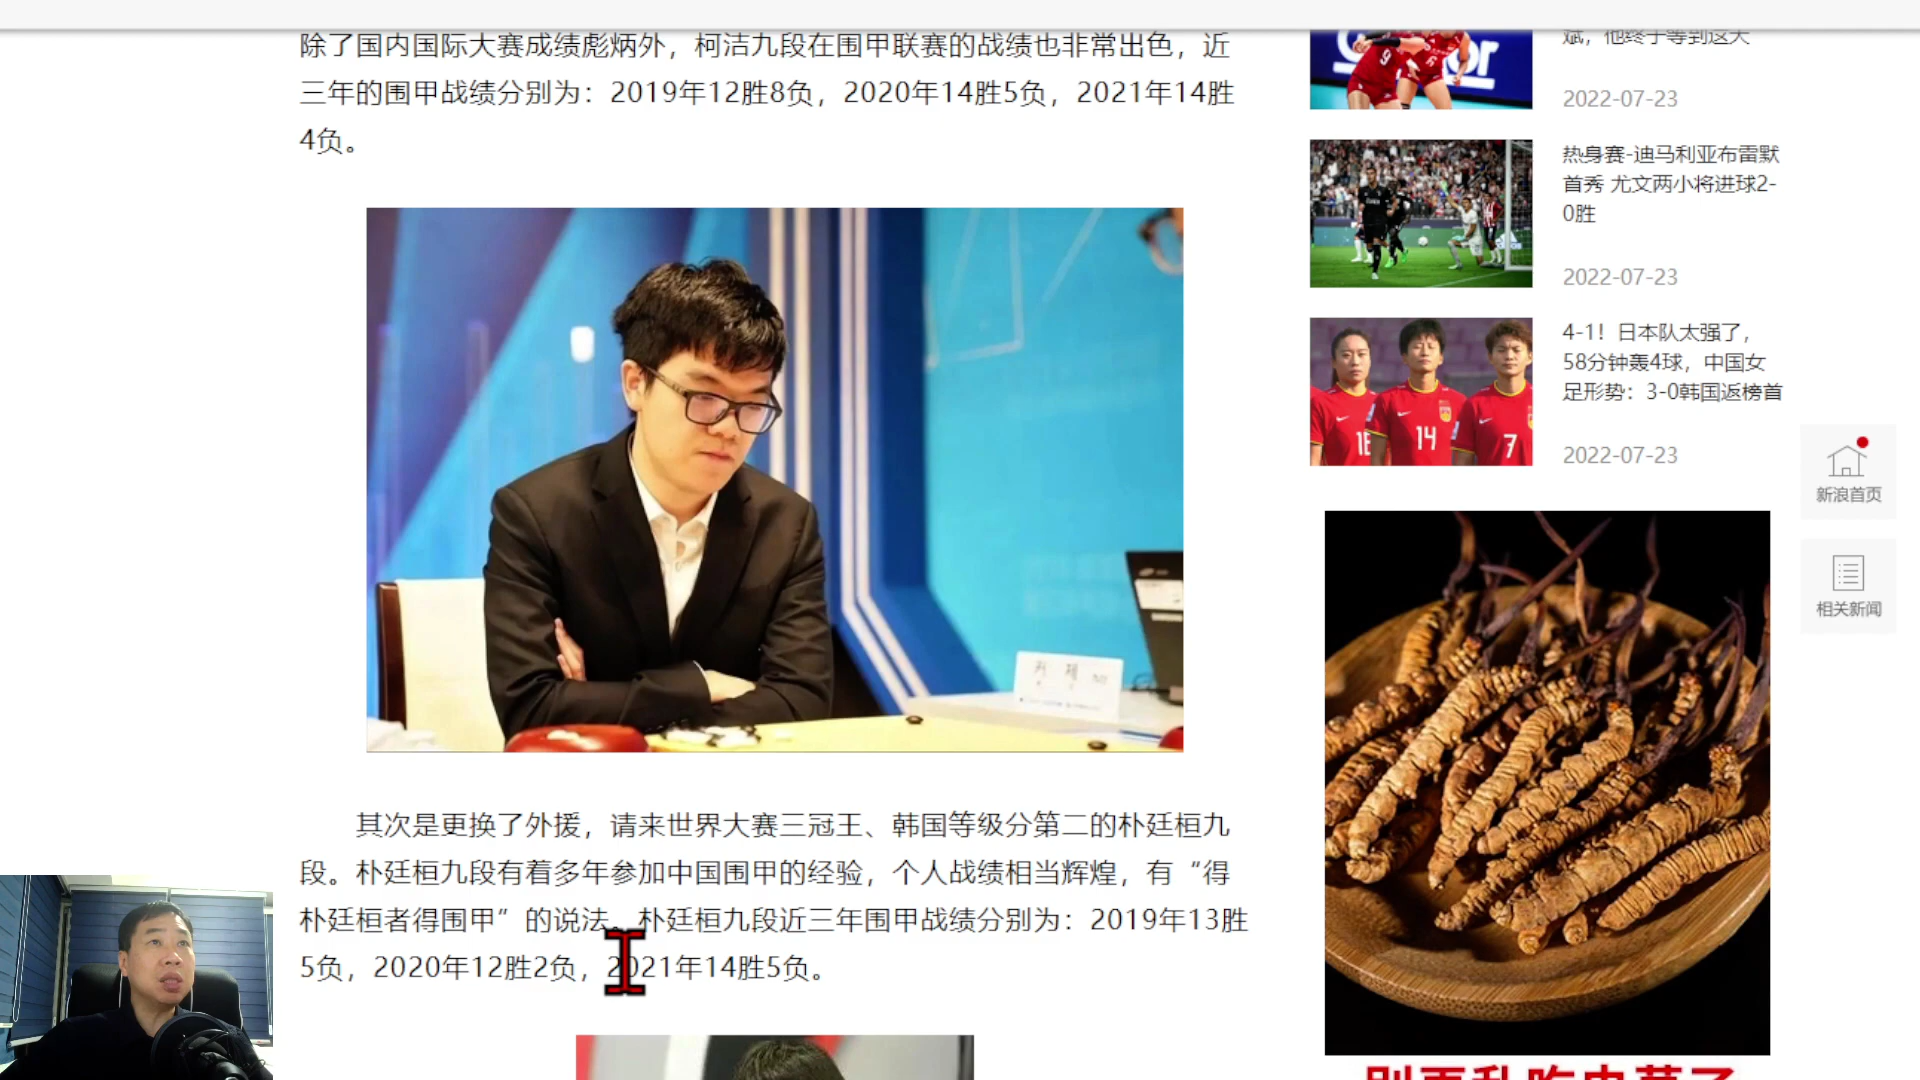 除了国内国际大赛成绩彪炳外，柯洁九段在围甲联赛的战绩也非常出色，近
三年的围甲战绩分别为：2019年12胜8负，2020年14胜5负，2021年14胜
4负。
其次是更换了外援，请来世界大赛三冠王、韩国等级分第二的朴廷桓九
段。朴廷桓九段有着多年参加中国围甲的经验，个人战绩相当辉煌，有“得
朴廷桓者得围甲”的说法。朴廷桓九段近三年围甲战绩分别为：2019年13胜
5负，2020年12胜2负，2021年14胜5负。
斌，他终于等到这天
2022-07-23
热身赛-迪马利亚布雷默
首秀 尤文两小将进球2-
0胜
2022-07-23
4-1！日本队太强了，
58分钟轰4球，中国女
足形势：3-0韩国返榜首
2022-07-23
14
7
新浪首页
相关新闻